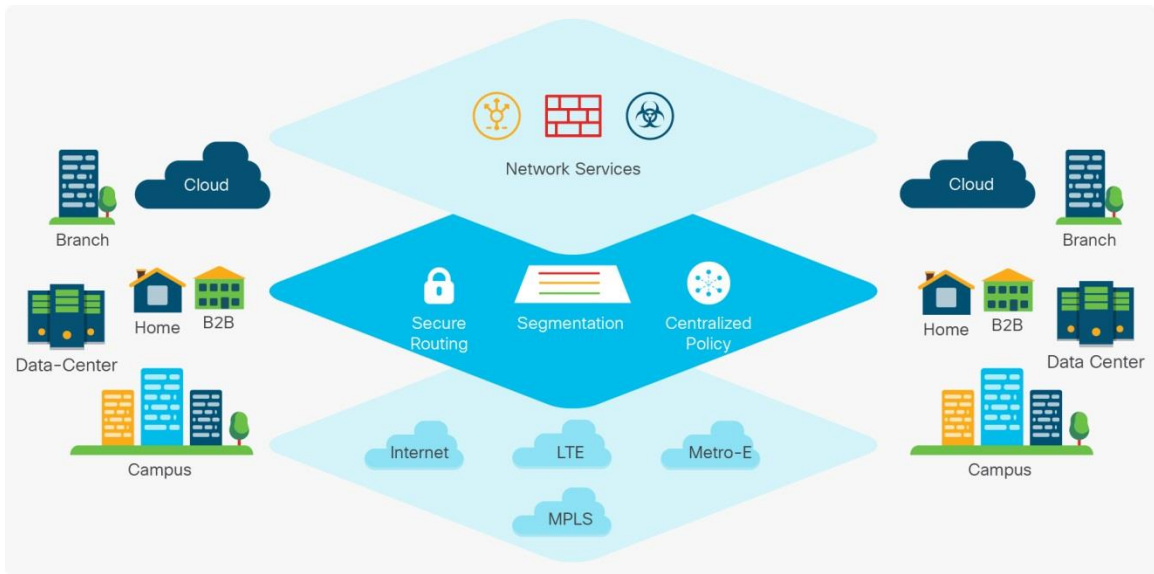 Network Services
Cloud
Branch
Home
B2B
Data-Center
Campus
Secure
Routing
Segmentation
Centralized
Policy
Internet
LTE
Metro-E
MPLS
Cloud
Branch
Home
B2B
Data Center
Campus